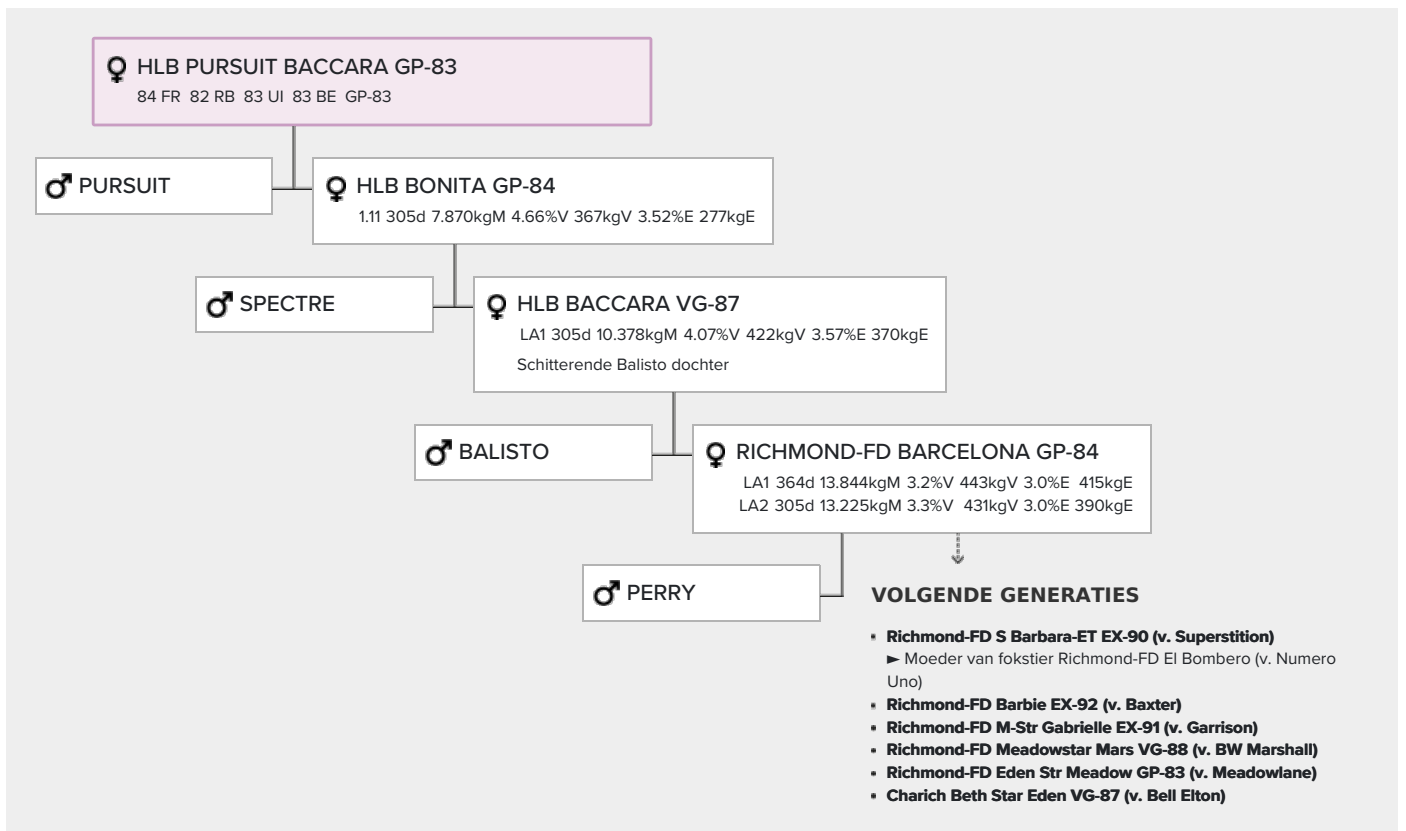 HLB PURSUIT BACCARA GP-83
84 FR 82 RB 83 UI 83 BE GP-83
PURSUIT
HLB BONITA GP-84
1.11 305d 7.870kgM 4.66%V 367kgV 3.52%E 277kgE
SPECTRE
HLB BACCARA VG-87
LA1 305d 10.378kgM 4.07%V 422kgV 3.57%E 370kgE
Schitterende Balisto dochter
BALISTO
RICHMOND-FD BARCELONA GP-84
LA1 364d 13.844kgM 3.2%V 443kgV 3.0%E 415kgE
LA2 305d 13.225kgM 3.3%V 431kgV 3.0%E 390kgE
PERRY
VOLGENDE GENERATIES
Richmond-FD S Barbara-ET EX-90 (v. Superstition)
► Moeder van fokstier Richmond-FD El Bombero (v. Numero
Uno)
Richmond-FD Barbie EX-92 (v. Baxter)
Richmond-FD M-Str Gabrielle EX-91 (v. Garrison)
Richmond-FD Meadowstar Mars VG-88 (v. BW Marshall)
Richmond-FD Eden Str Meadow GP-83 (v. Meadowlane)
Charich Beth Star Eden VG-87 (v. Bell Elton)